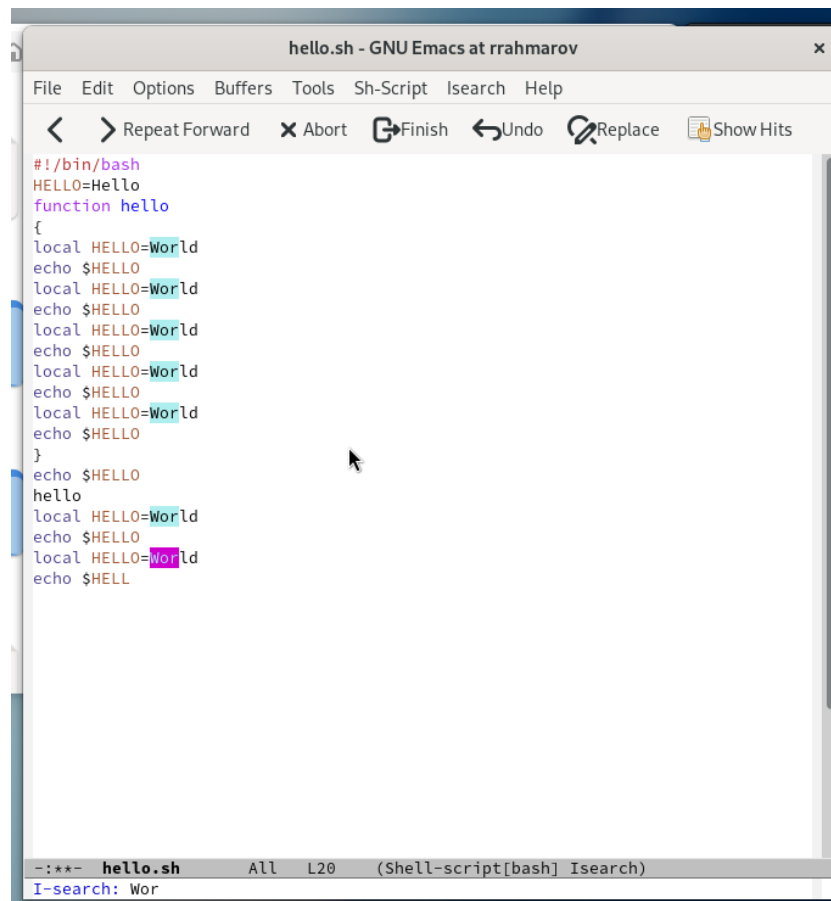 hello.sh - GNU Emacs at rrahmarov ×
File Edit Options Buffers Tools Sh-Script Isearch Help
Repeat Forward Abort Finish Undo Replace Show Hits
#!/bin/bash
HELLO=Hello
function hello
{
local HELLO=World
echo $HELLO
local HELLO=World
echo $HELLO
local HELLO=World
echo $HELLO
local HELLO=World
echo $HELLO
local HELLO=World
echo $HELLO
}
echo $HELLO
hello
local HELLO=World
echo $HELLO
local HELLO=World
echo $HELL
-:**- hello.sh All L20 (Shell-script[bash] Isearch)
I-search: Wor